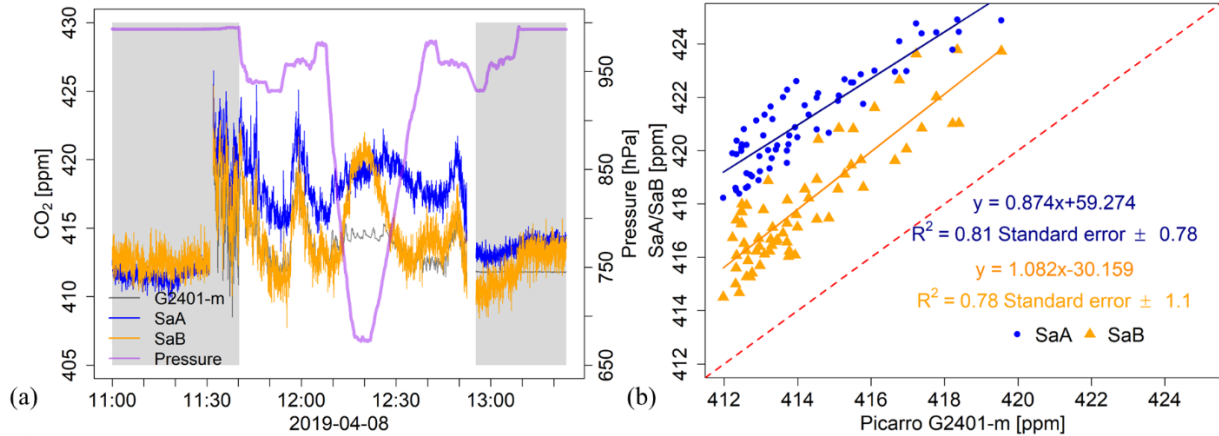 430
425
420
415
410
405
CO₂ [ppm]
950
850
750
650
Pressure [hPa]
G2401-m
SaA
SaB
Pressure
11:00
11:30
12:00
12:30
13:00
2019-04-08
(a)
424
422
420
418
416
414
412
SaA/SaB [ppm]
y = 0.874x+59.274
R² = 0.81 Standard error ± 0.78
y = 1.082x-30.159
R² = 0.78 Standard error ± 1.1
SaA SaB
412 414 416 418 420 422 424
Picarro G2401-m [ppm]
(b)